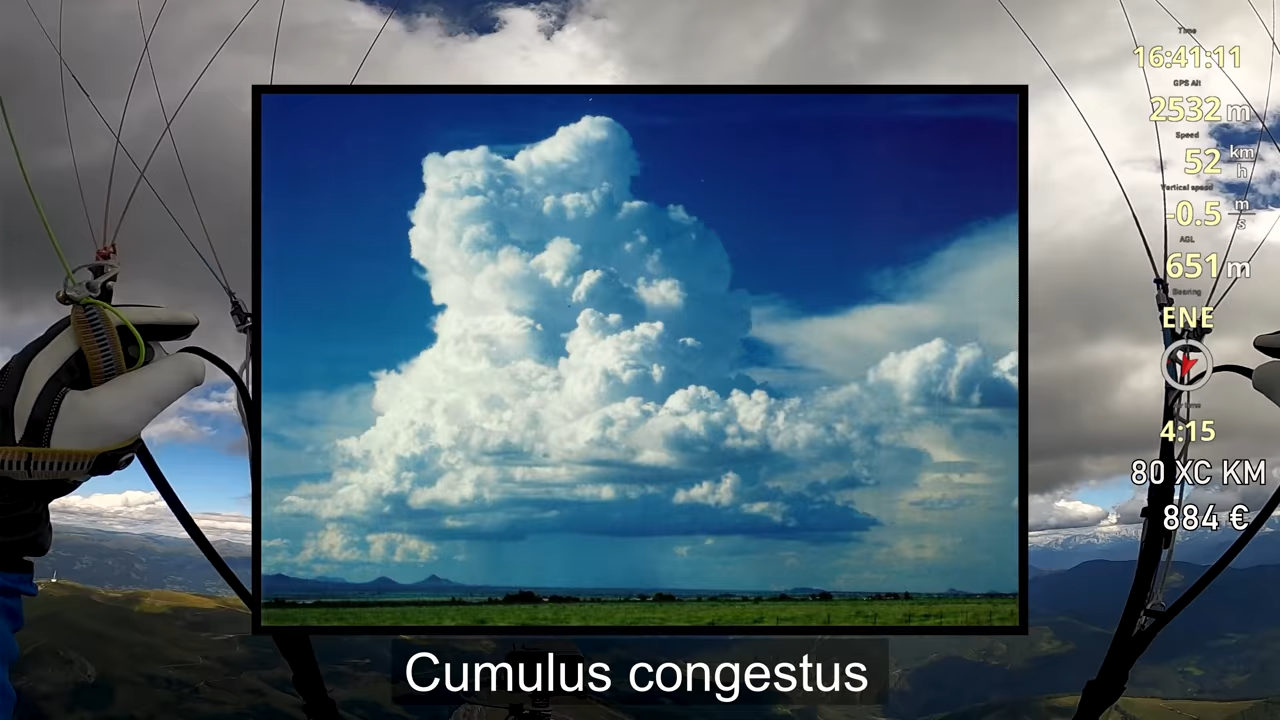 Time
16:41:11
GPS Alt
2532 m
Speed
52 km/h
Vertical speed
-0.5 m/s
AGL
651 m
Bearing
ENE
4:15
80 XC KM
884 €
Cumulus congestus